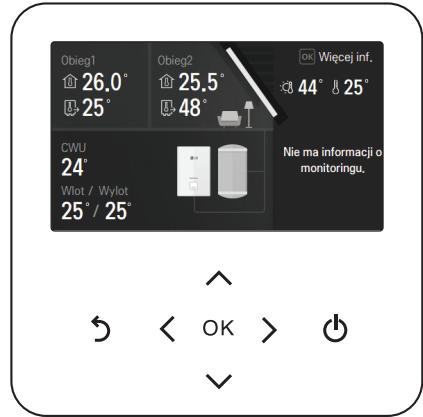 Obieg1
26.0°
25°
Obieg2
25.5°
48°
OK Więcej inf.
44° 25°
CWU
24°
Wlot / Wylot
25° / 25°
LG
Nie ma informacji o
monitoringu.
OK